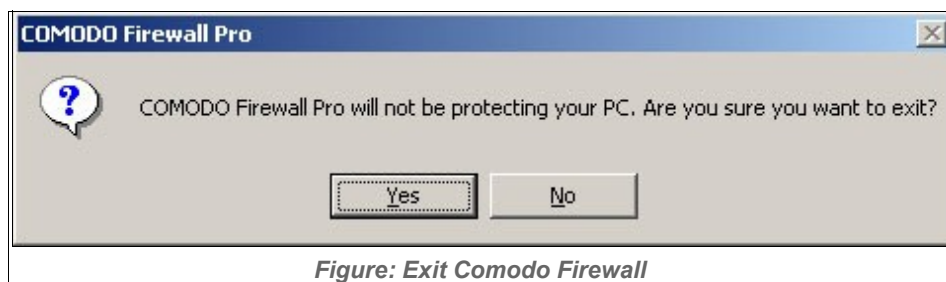 COMODO Firewall Pro
?
COMODO Firewall Pro will not be protecting your PC. Are you sure you want to exit?
Yes
No
Figure: Exit Comodo Firewall